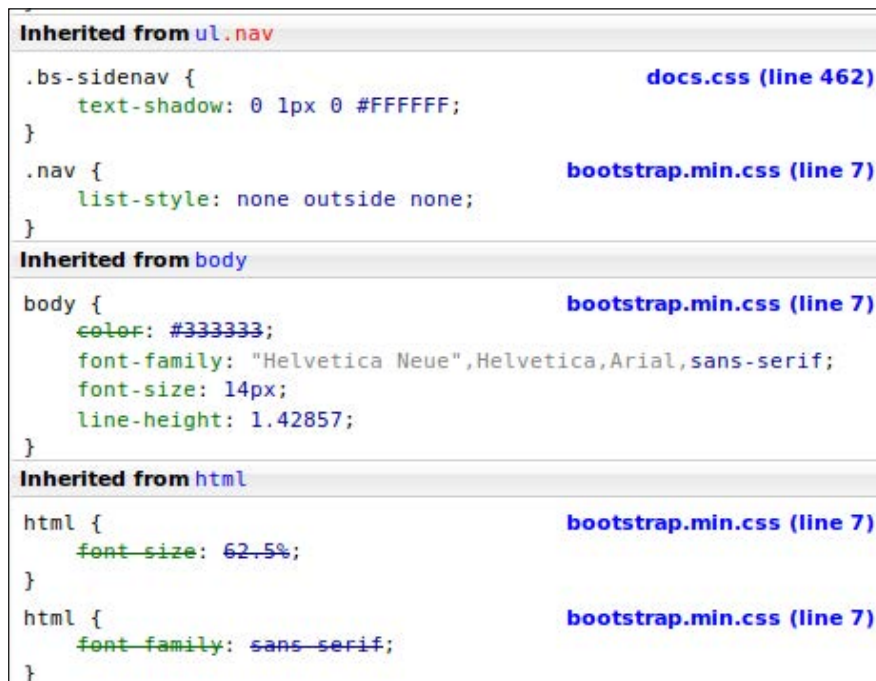 Inherited from ul.nav
.bs-sidenav { docs.css (line 462)
text-shadow: 0 1px 0 #FFFFFF;
}
.nav { bootstrap.min.css (line 7)
list-style: none outside none;
}
Inherited from body
body { bootstrap.min.css (line 7)
color: #333333;
font-family: "Helvetica Neue",Helvetica,Arial,sans-serif;
font-size: 14px;
line-height: 1.42857;
}
Inherited from html
html { bootstrap.min.css (line 7)
font-size: 62.5%;
}
html { bootstrap.min.css (line 7)
font-family: sans-serif;
}